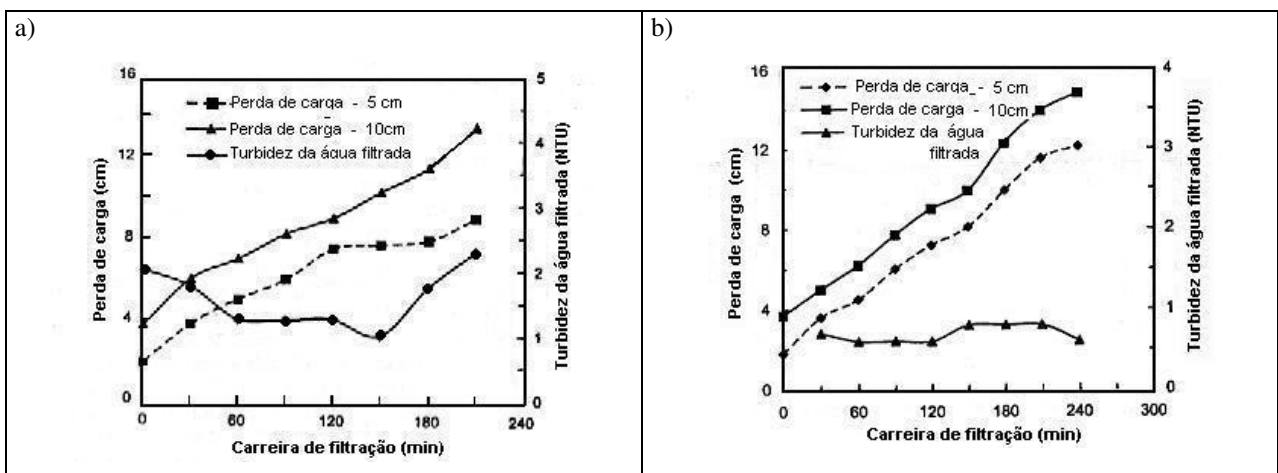 a)
16
12
8
4
0
Perda de carga (cm)
Perda de carga - 5 cm
Perda de carga - 10cm
Turbidez da água filtrada
5
4
3
2
1
0
Turbidez da água filtrada (NTU)
0 60 120 180 240
Carreira de filtração (min)
b)
16
12
8
4
0
Perda de carga (cm)
Perda de carga - 5 cm
Perda de carga - 10cm
Turbidez da água
filtrada
4
3
2
1
0
Turbidez da água filtrada (NTU)
0 60 120 180 240 300
Carreira de filtração (min)